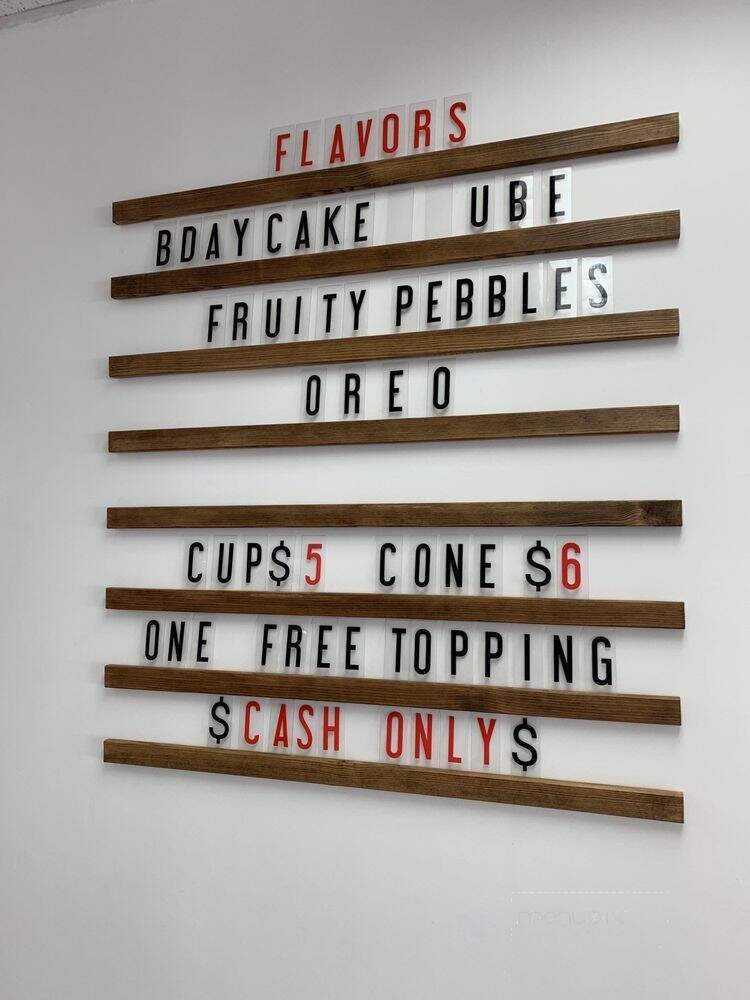 FLAVORS
BDAYCAKE UBE
FRUITY PEBBLES
OREO
CUP$5 CONE $6
ONE FREE TOPPING
$CASH ONLY$